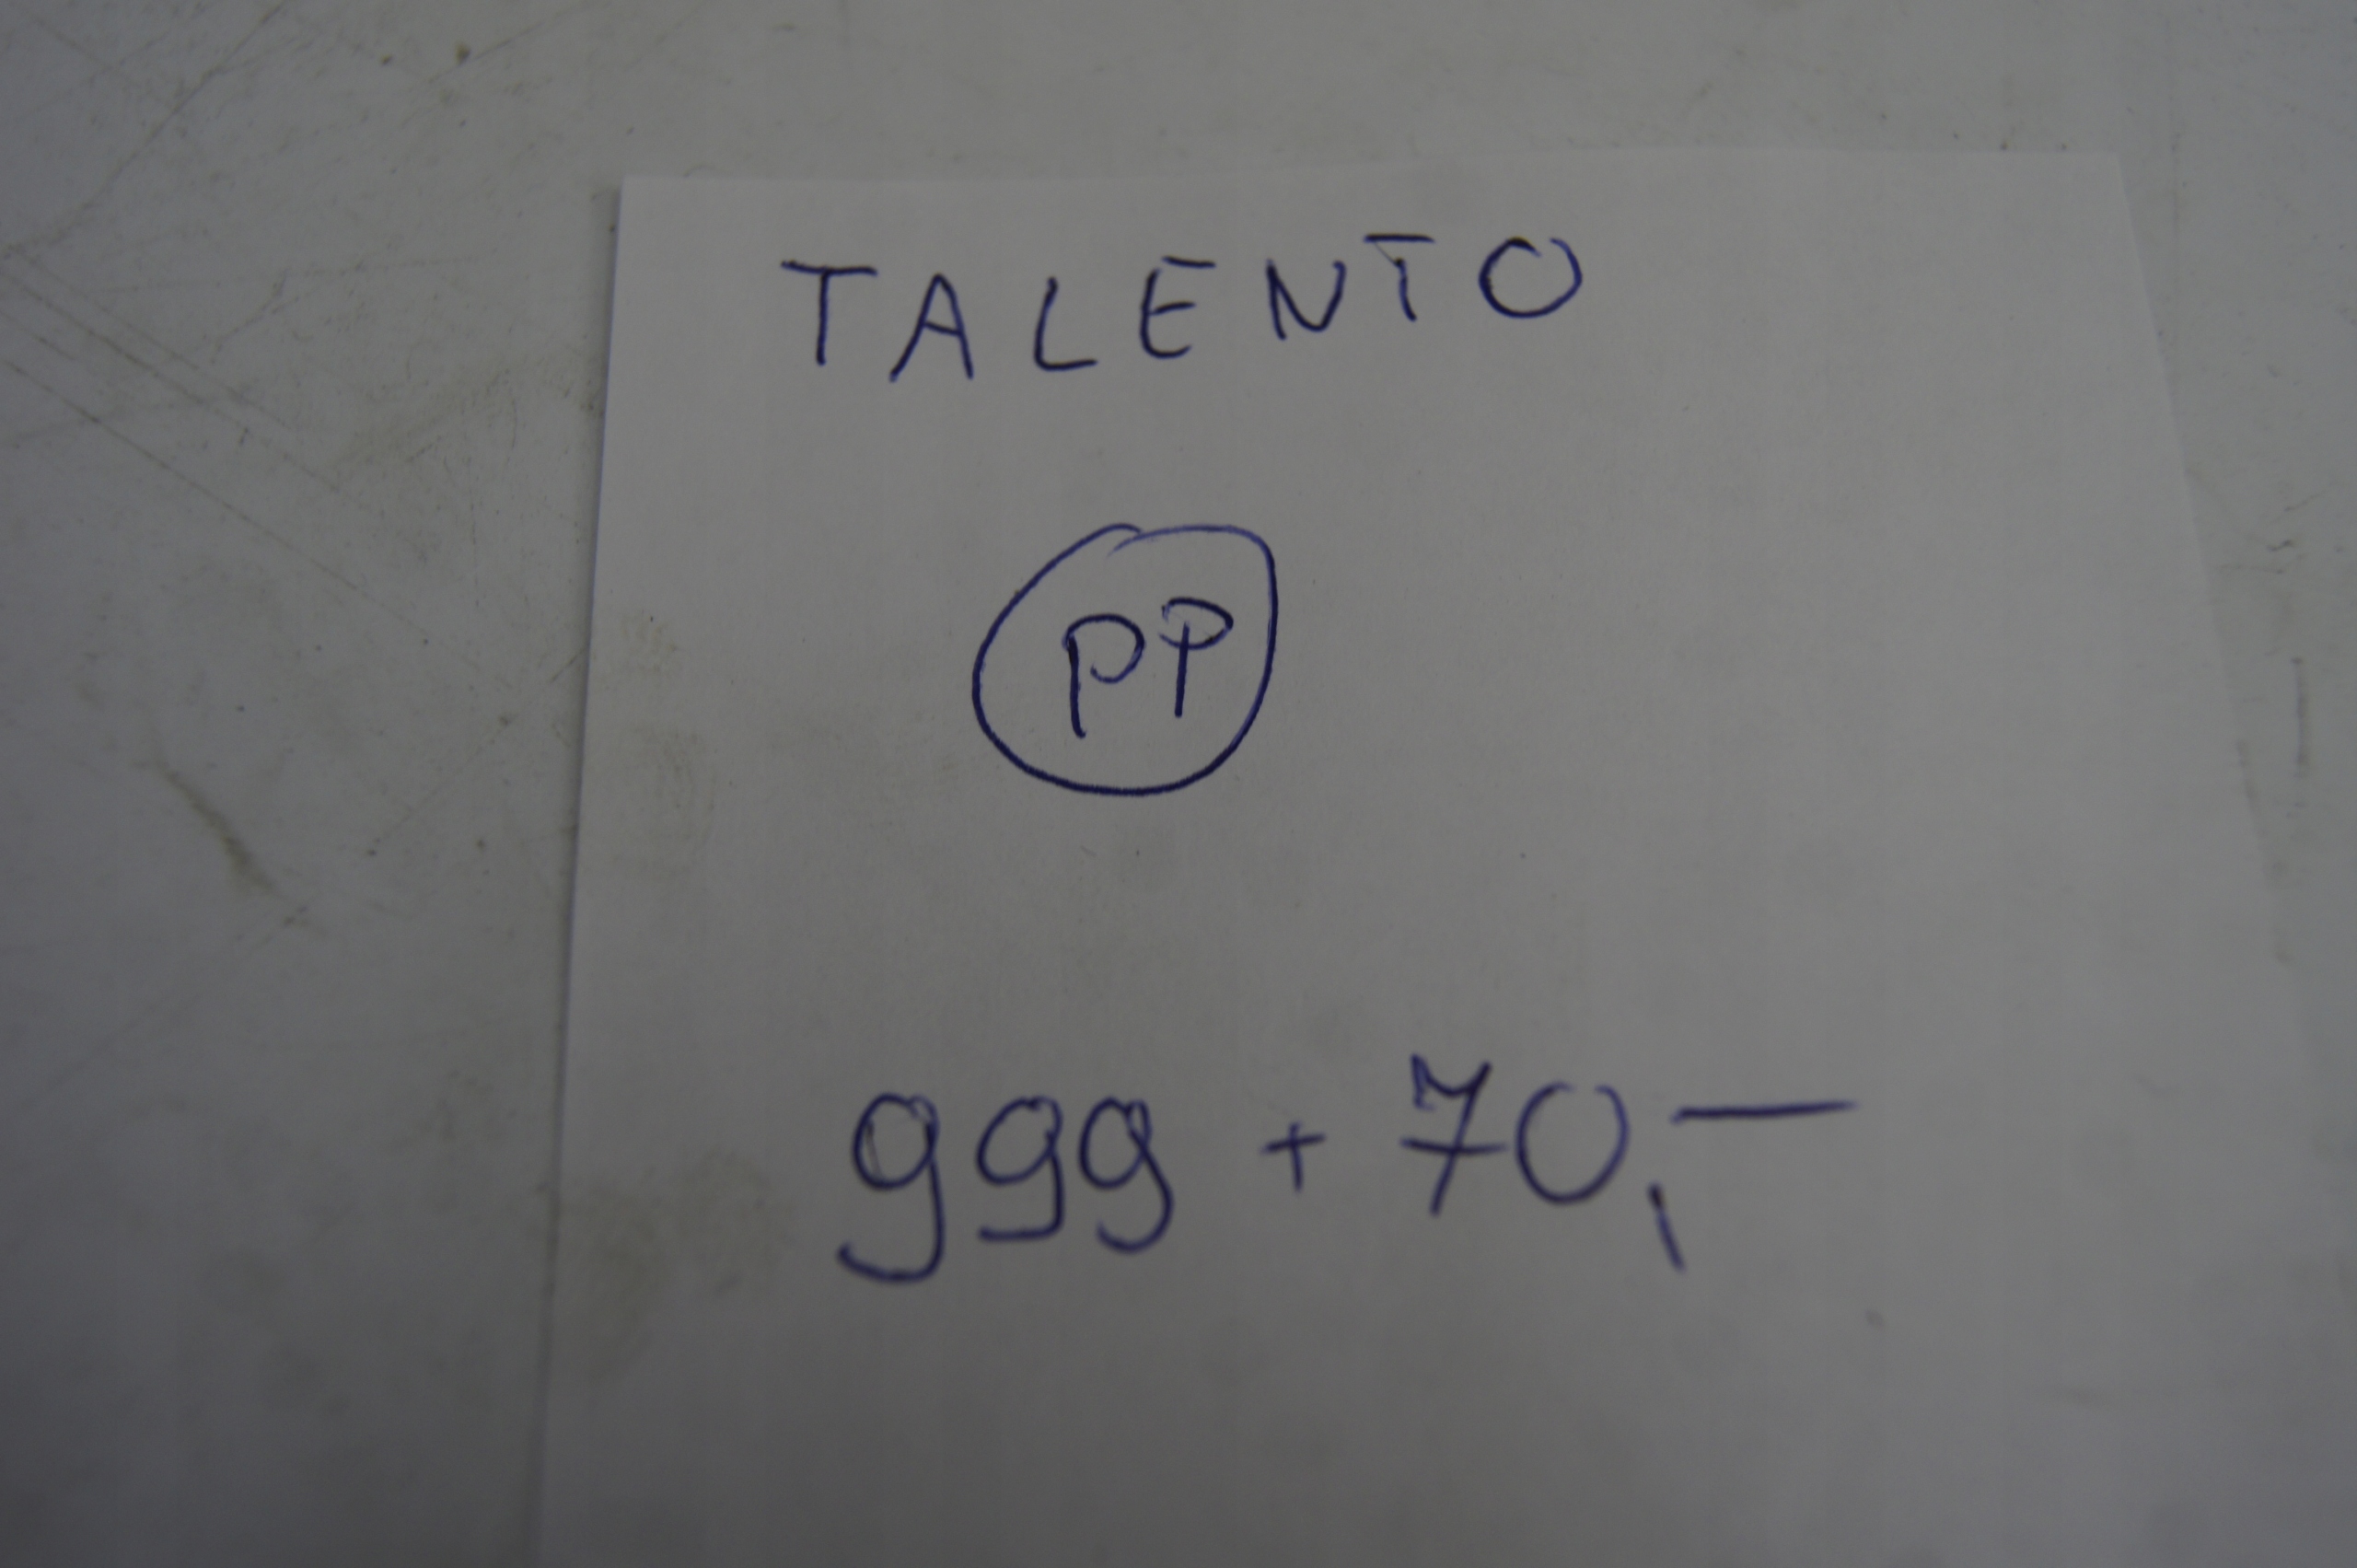 TALENTO
PP
999 + 70,-